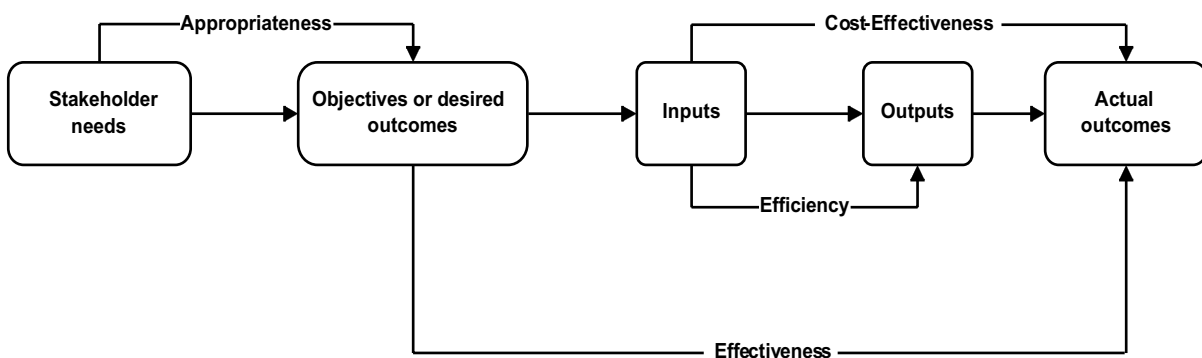 Appropriateness
Cost-Effectiveness
Stakeholder
needs
Objectives or desired
outcomes
Inputs
Outputs
Actual
outcomes
Efficiency
Effectiveness